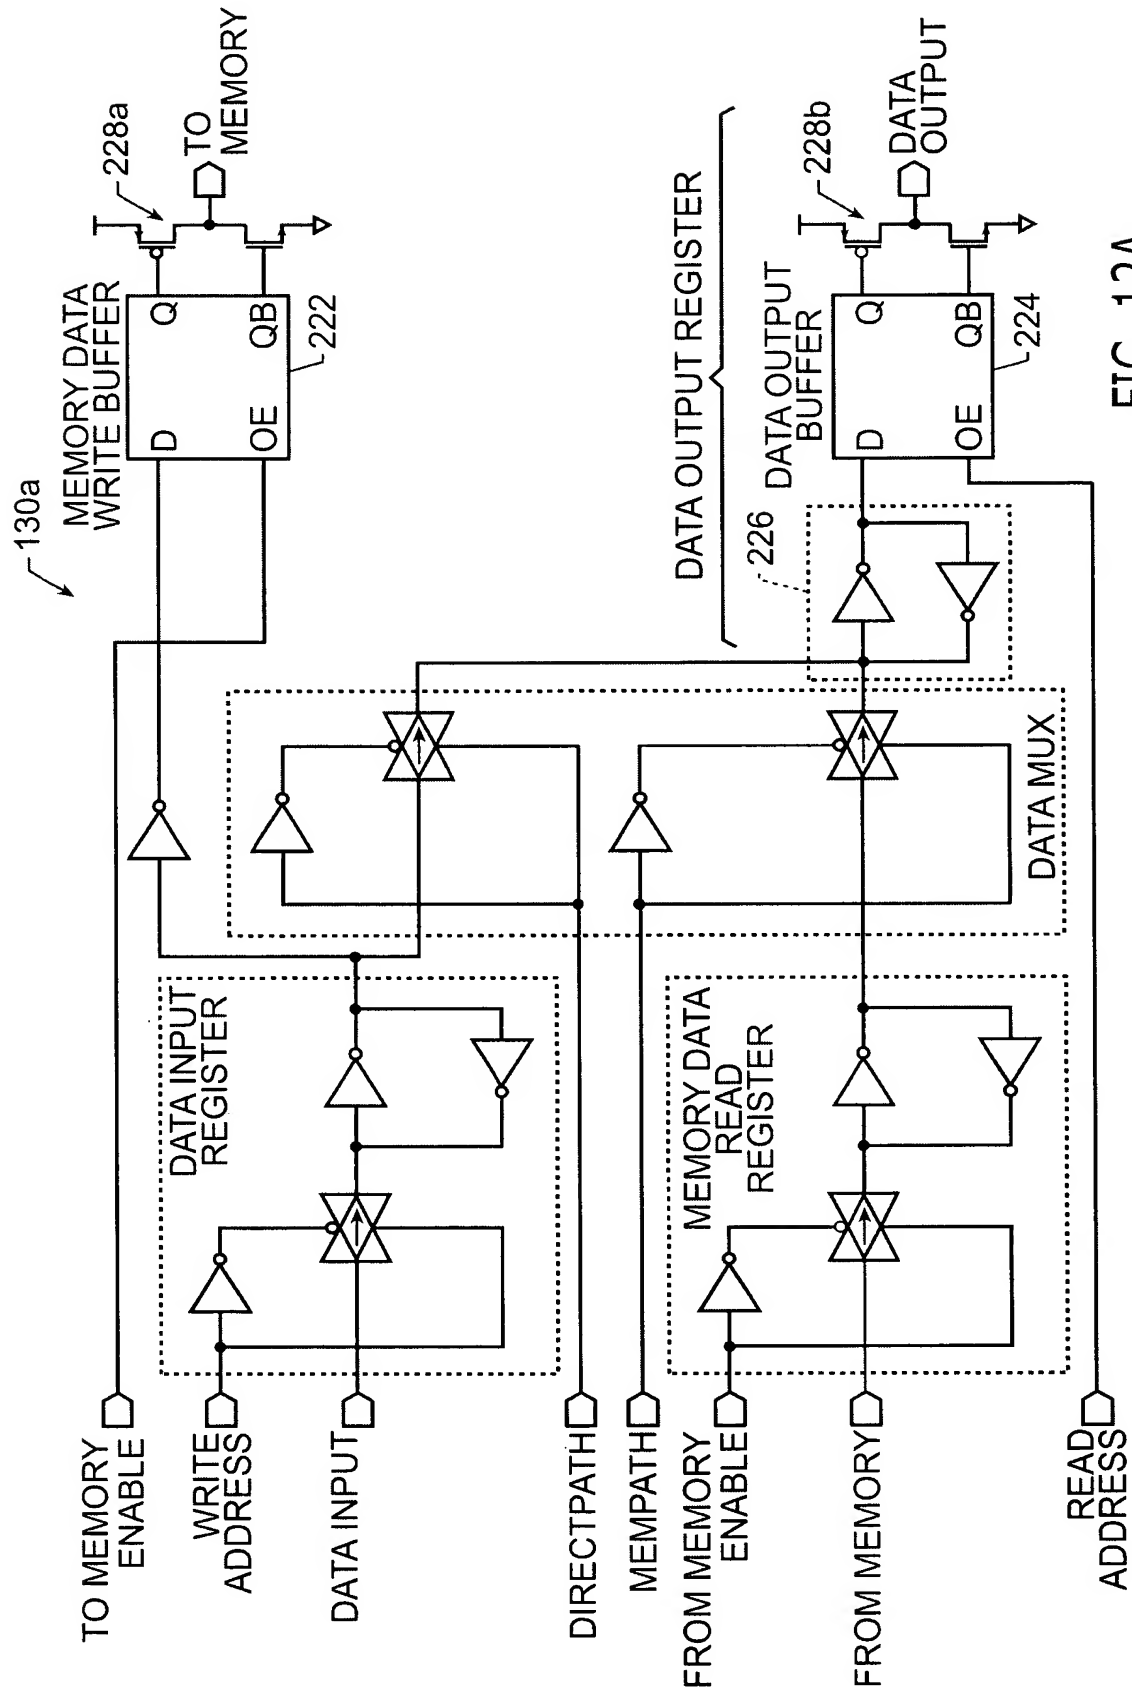 130a
MEMORY DATA
WRITE BUFFER
D
Q
OE
QB
222
228a
TO
MEMORY
TO MEMORY
ENABLE
WRITE
ADDRESS
DATA INPUT
DATA INPUT
REGISTER
DIRECTPATH
MEMPATH
FROM MEMORY
ENABLE
FROM MEMORY
MEMORY DATA
READ
REGISTER
READ
ADDRESS
DATA MUX
DATA OUTPUT REGISTER
226
DATA OUTPUT
BUFFER
D
Q
OE
QB
224
228b
DATA
OUTPUT
FIG. 12A